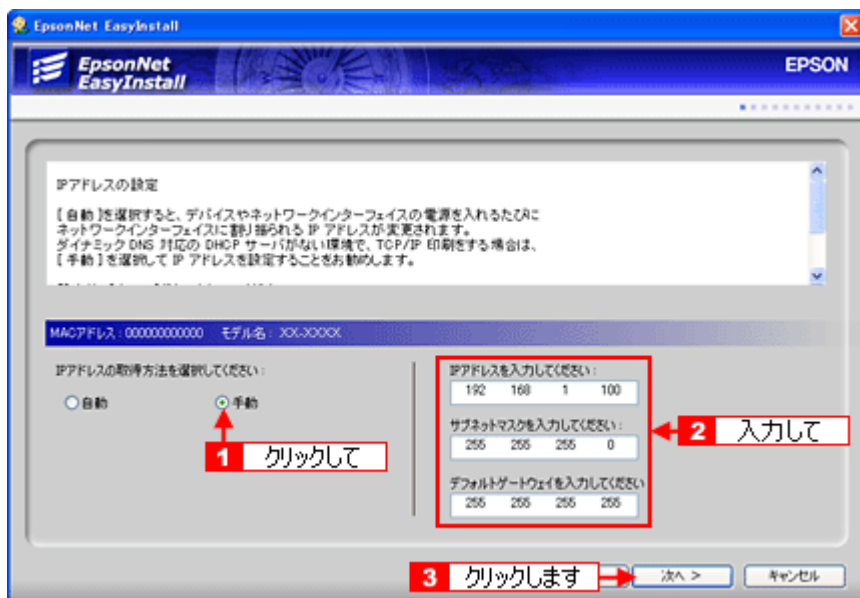 EpsonNet EasyInstall
EpsonNet
EasyInstall
EPSON
IPアドレスの設定
[自動]を選択すると、デバイスやネットワークインターフェイスの電源を入れるたびに
ネットワークインターフェイスに割り振られる IP アドレスが変更されます。
ダイナミック DNS 対応の DHCP サーバがない環境で、TCP/IP 印刷をする場合は、
[手動]を選択して IP アドレスを設定することをお勧めします。
MACアドレス:000000000000 モデル名: XX-XXXX
IPアドレスの取得方法を選択してください:
自動
手動
1 クリックして
IPアドレスを入力してください:
192 168 1 100
サブネットマスクを入力してください:
255 255 255 0
デフォルトゲートウェイを入力してください
255 255 255 255
2 入力して
3 クリックします
次へ >
キャンセル